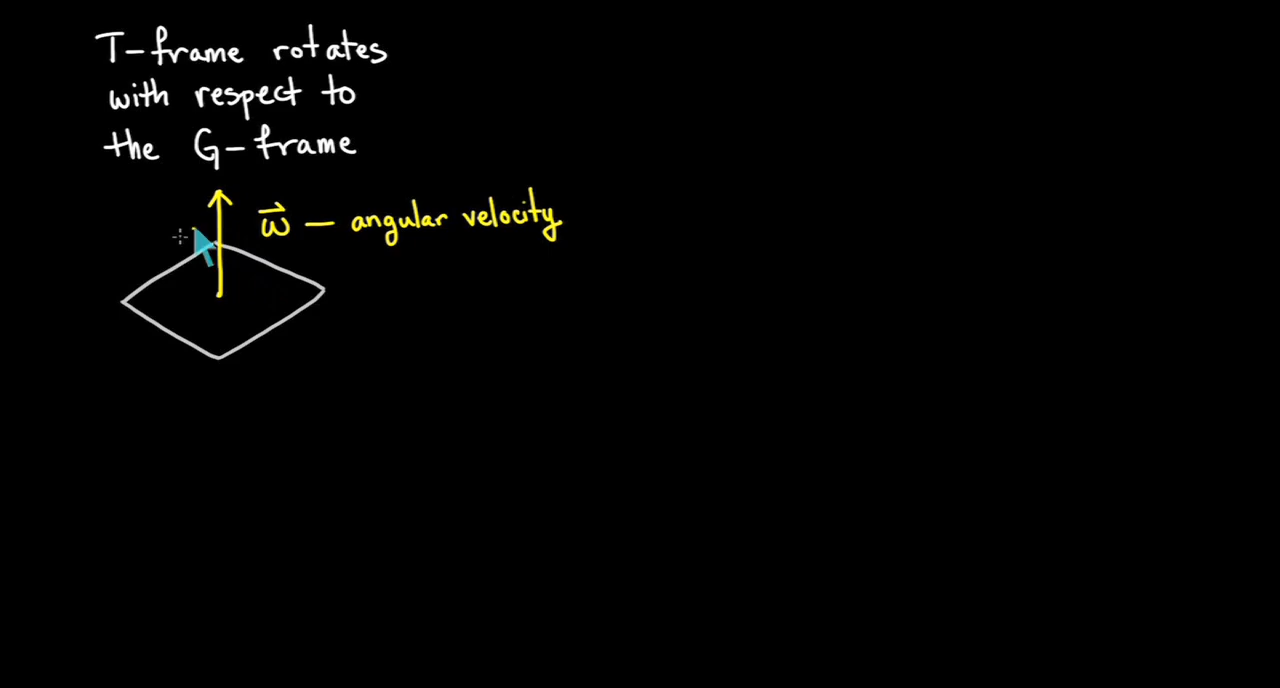 T-frame rotates
with respect to
the G-frame
ω⃗ — angular velocity